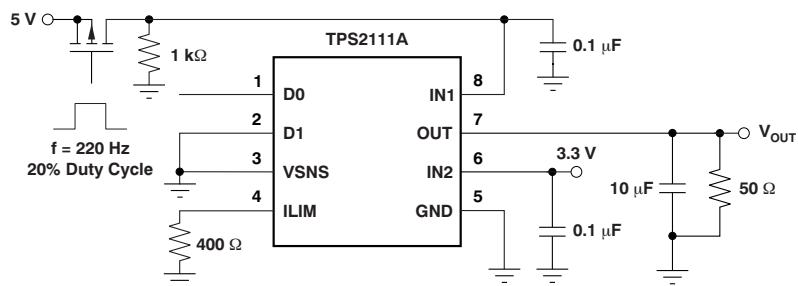 5 V
TPS2111A
1 kΩ
0.1 µF
1
D0
IN1
8
2
D1
OUT
7
VOUT
f = 220 Hz
20% Duty Cycle
3
VSNS
IN2
6
3.3 V
4
ILIM
GND
5
10 µF
50 Ω
400 Ω
0.1 µF